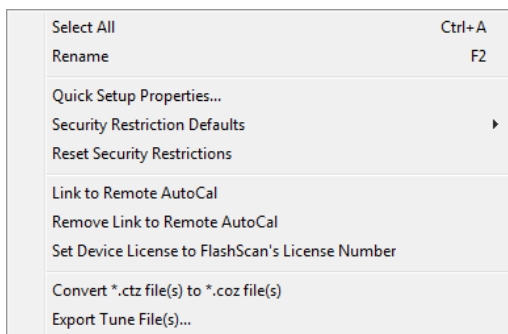 Select All Ctrl+A
Rename F2
Quick Setup Properties...
Security Restriction Defaults
Reset Security Restrictions
Link to Remote AutoCal
Remove Link to Remote AutoCal
Set Device License to FlashScan's License Number
Convert *.ctz file(s) to *.coz file(s)
Export Tune File(s)...